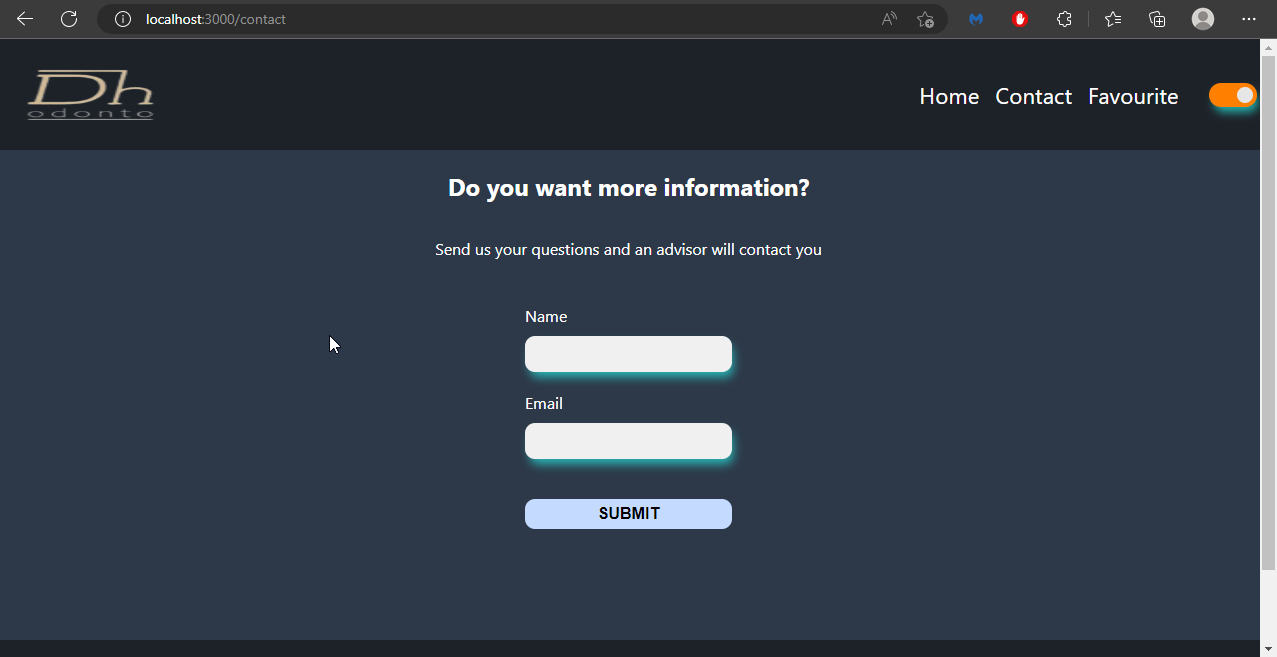 localhost:3000/contact
Dh
odonto
Home Contact Favourite
Do you want more information?
Send us your questions and an advisor will contact you
Name
Email
SUBMIT